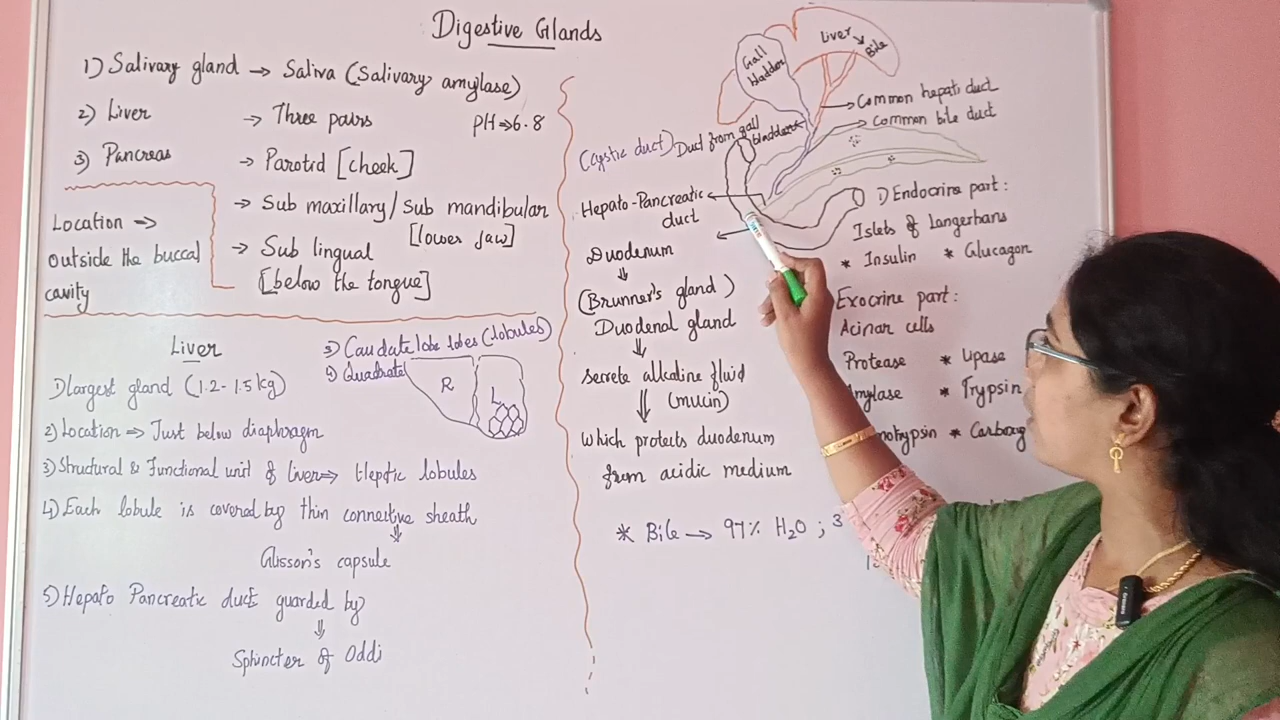 Digestive Glands
1) Salivary gland → Saliva (Salivary amylase)
2) Liver → Three pairs PH⇒6.8
3) Pancreas → Parotid [cheek]
→ Sub maxillary/Sub mandibular
[lower Jaw]
→ Sub lingual
[below the tongue]
Location ⇒
outside the buccal
cavity
Liver
3) Caudate lobe lobes (lobules)
4) Quadrate
R
L
1) largest gland (1.2-1.5kg)
2) Location ⇒ Just below diaphragm
3) Structural & Functional unit of liver⇒ Heptic lobules
4) Each lobule is covered by thin connective sheath
⇓
Glisson's capsule
5) Hepato Pancreatic duct guarded by
⇓
Sphincter of Oddi
Gall
bladder
Liver
Bile
→Common hepati duct
→ Common bile duct
(Cystic duct) Duct from gall
bladder
Hepato-Pancreatic
duct
Duodenum
↓
(Brunner's gland)
Duodenal gland
⇓
Secrete alkaline fluid
(mucin)
⇓
which protects duodenum
from acidic medium
* Bile → 97% H2O ; 3
1) Endocrine part:
Islets of Langerhans
* Insulin * Glucagon
Exocrine part:
Acinar cells
Protease * Lipase
mylase * Trypsin
motrypsin * Carboxy